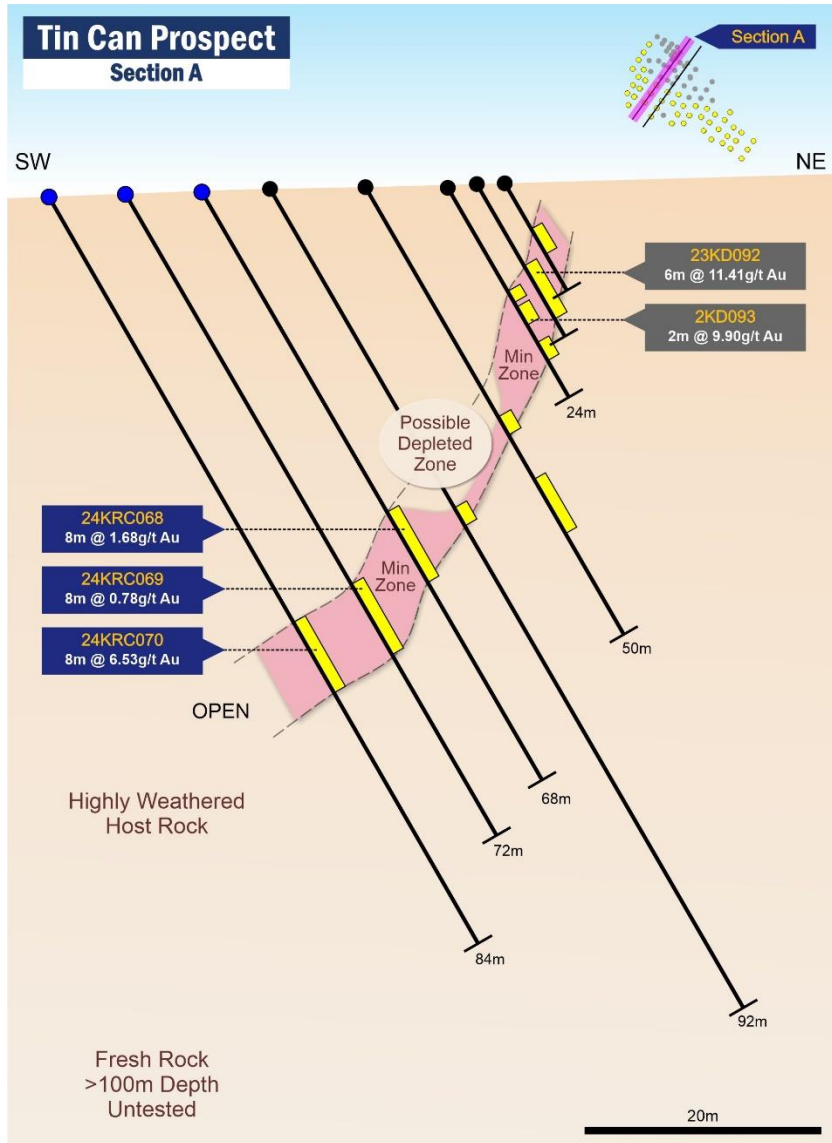 Tin Can Prospect
Section A
Section A
SW
NE
23KD092
6m @ 11.41g/t Au
2KD093
2m @ 9.90g/t Au
Min
Zone
24m
Possible
Depleted
Zone
24KRC068
8m @ 1.68g/t Au
24KRC069
8m @ 0.78g/t Au
Min
Zone
24KRC070
8m @ 6.53g/t Au
50m
OPEN
68m
Highly Weathered
Host Rock
72m
84m
92m
Fresh Rock
>100m Depth
Untested
20m